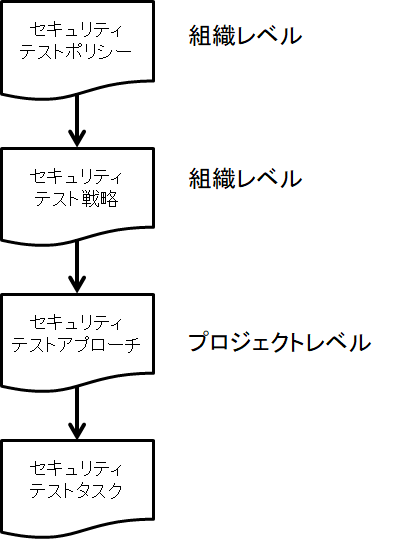 セキュリティ
テストポリシー
組織レベル
セキュリティ
テスト戦略
組織レベル
セキュリティ
テストアプローチ
プロジェクトレベル
セキュリティ
テストタスク